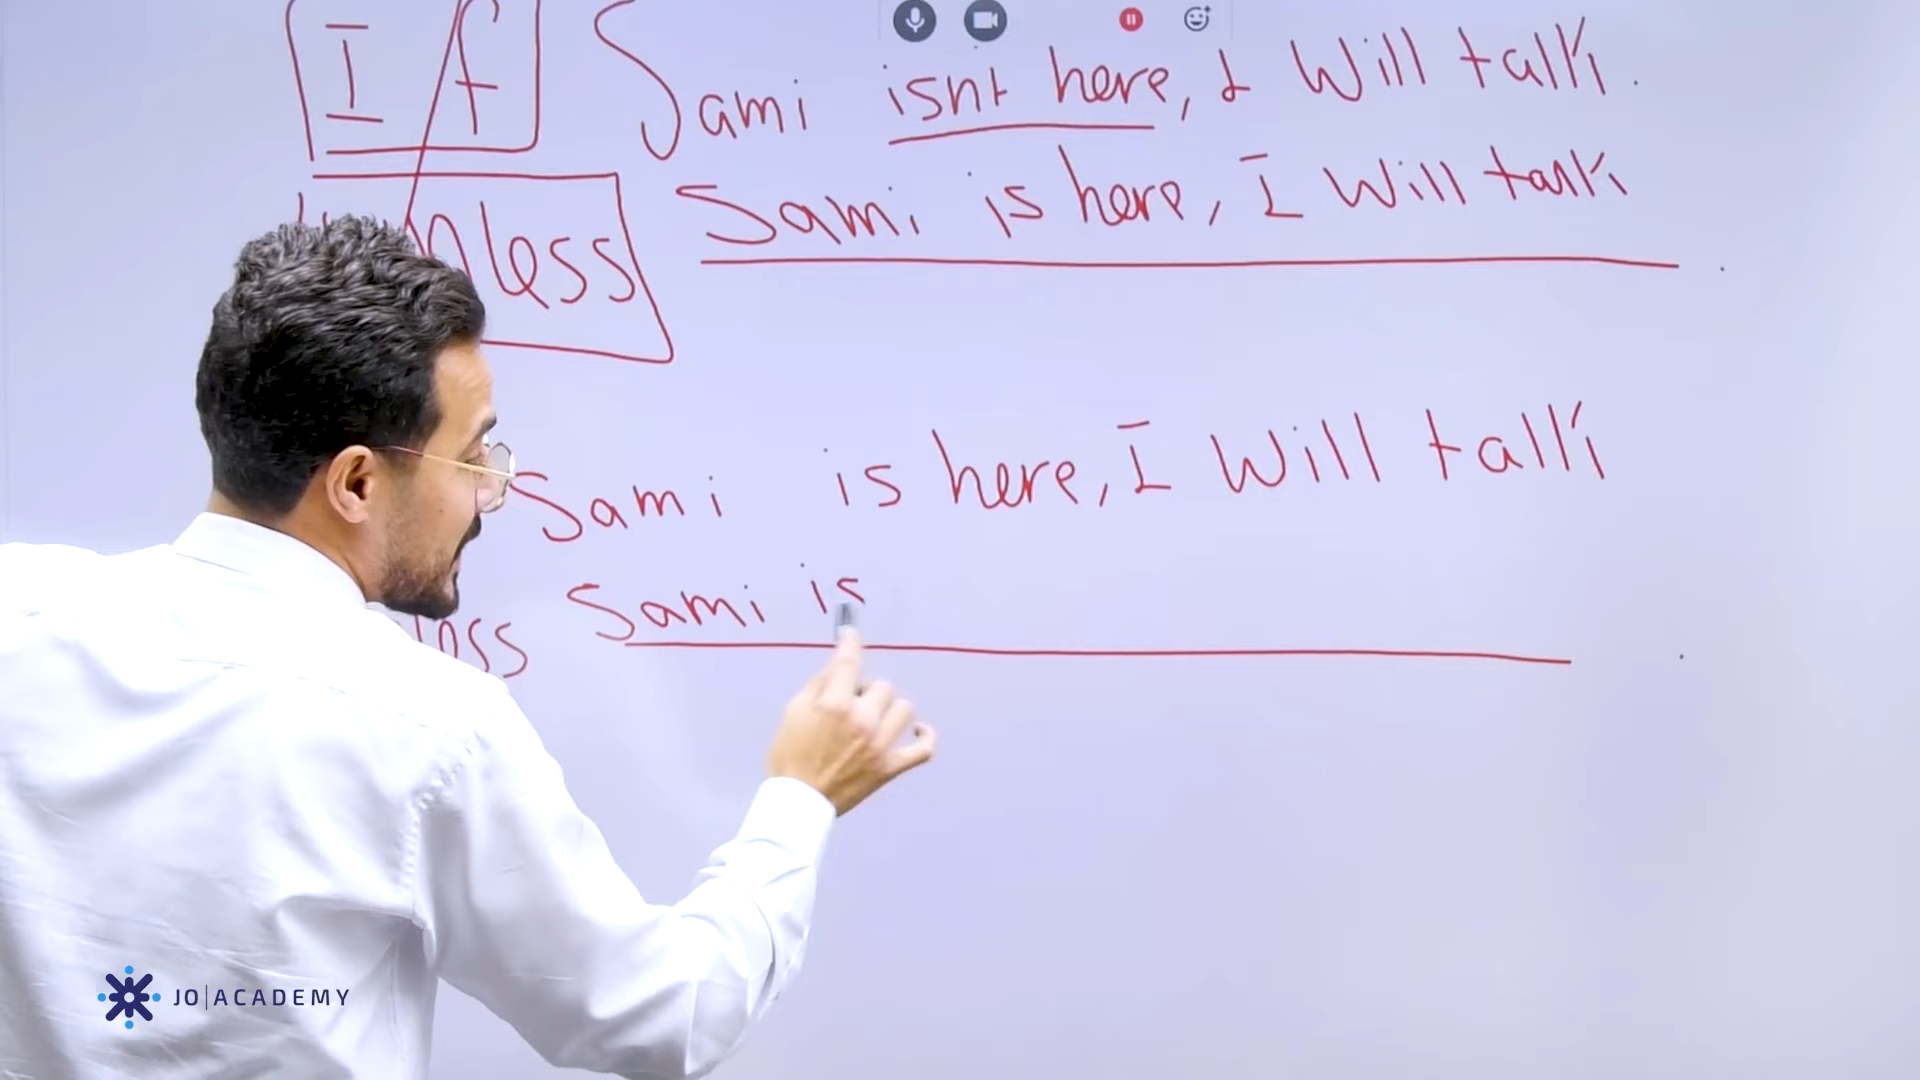 If Sami isnt here, I will talk.
Sami is here, I will talk
Sami is here, I will talk
Sami is
JO ACADEMY